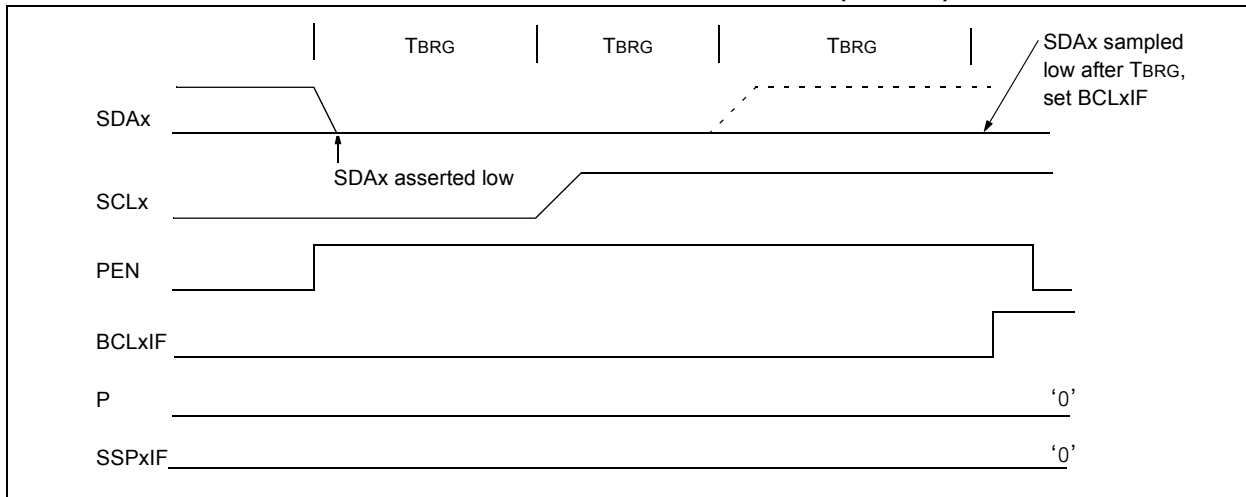 TBRG TBRG TBRG
SDAx sampled
low after TBRG,
set BCLxIF
SDAx
SDAx asserted low
SCLx
PEN
BCLxIF
P
‘0’
SSPxIF
‘0’